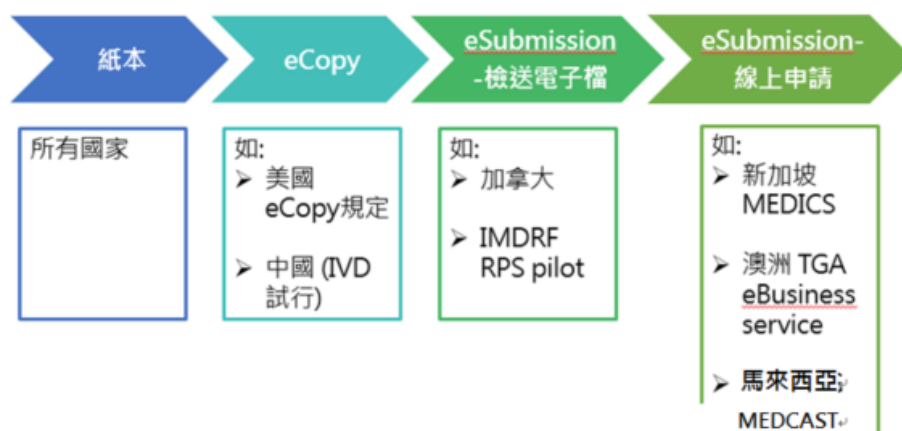 紙本
eCopy
eSubmission
-檢送電子檔
eSubmission-
線上申請
所有國家
如:
➢ 美國
eCopy規定
➢ 中國 (IVD
試行)
如:
➢ 加拿大
➢ IMDRF
RPS pilot
如:
➢ 新加坡
MEDICS
➢ 澳洲 TGA
eBusiness
service
➢ 馬來西亞;
MEDCAST